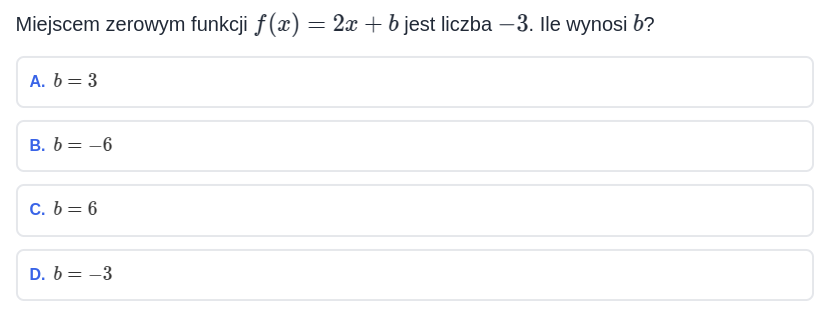 Miejscem zerowym funkcji f(x) = 2x + b jest liczba −3. Ile wynosi b?
A. b = 3
B. b = −6
C. b = 6
D. b = −3